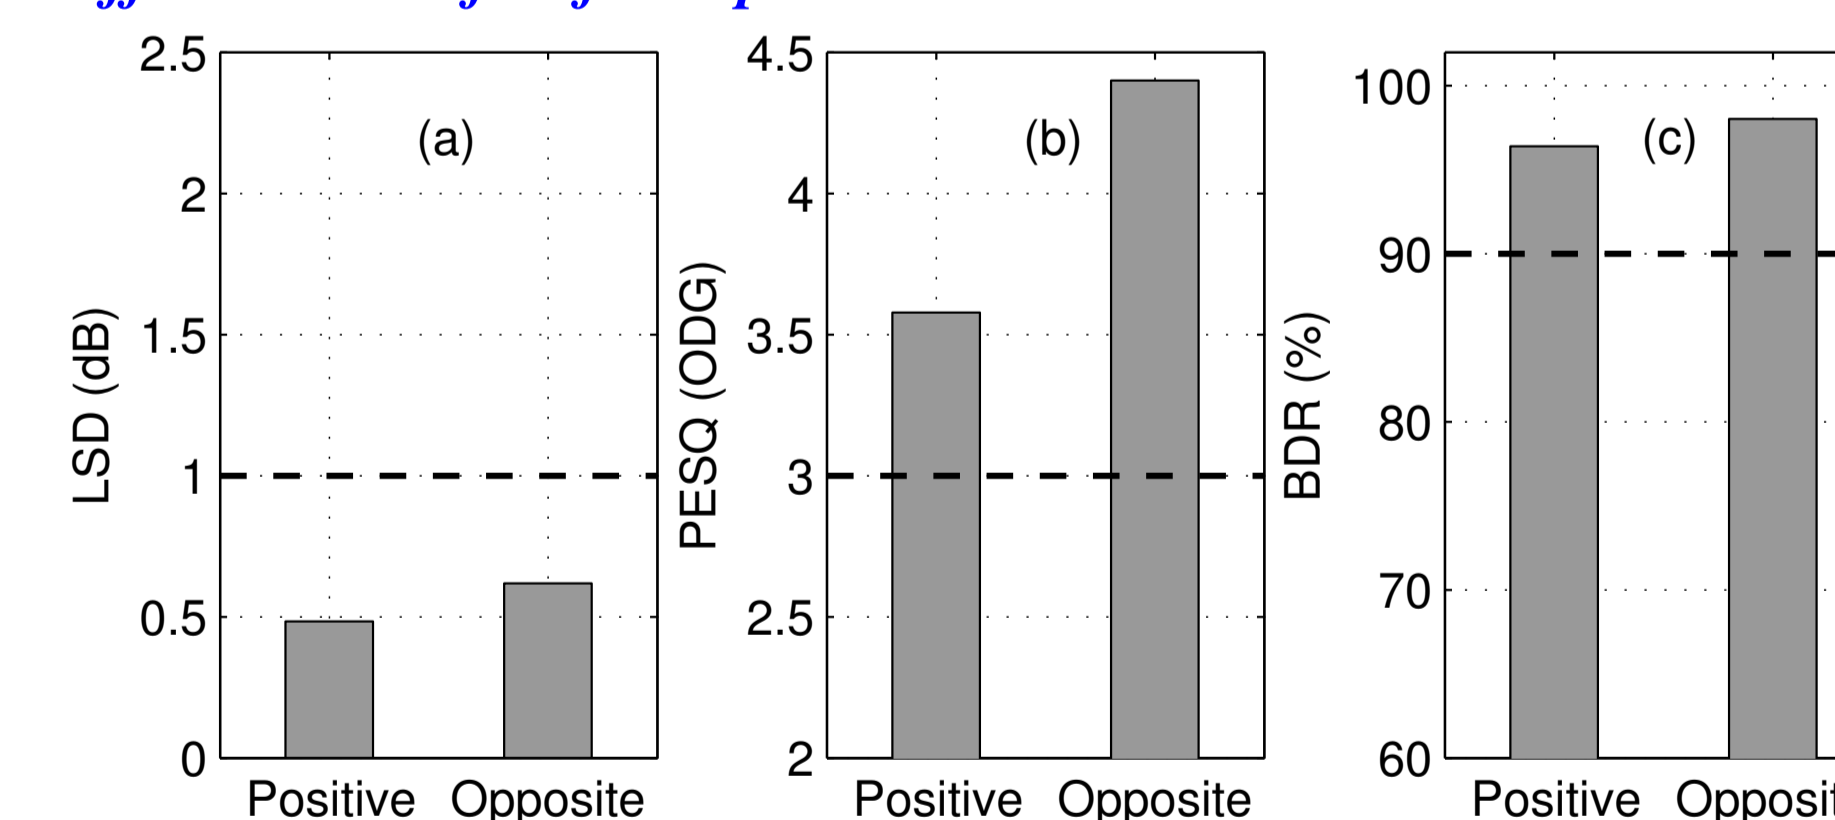 2.5
2
1.5
1
0.5
0
LSD (dB)
(a)
Positive Opposite
4.5
4
3.5
3
2.5
2
PESQ (ODG)
(b)
Positive Opposite
100
90
80
70
60
BDR (%)
(c)
Positive